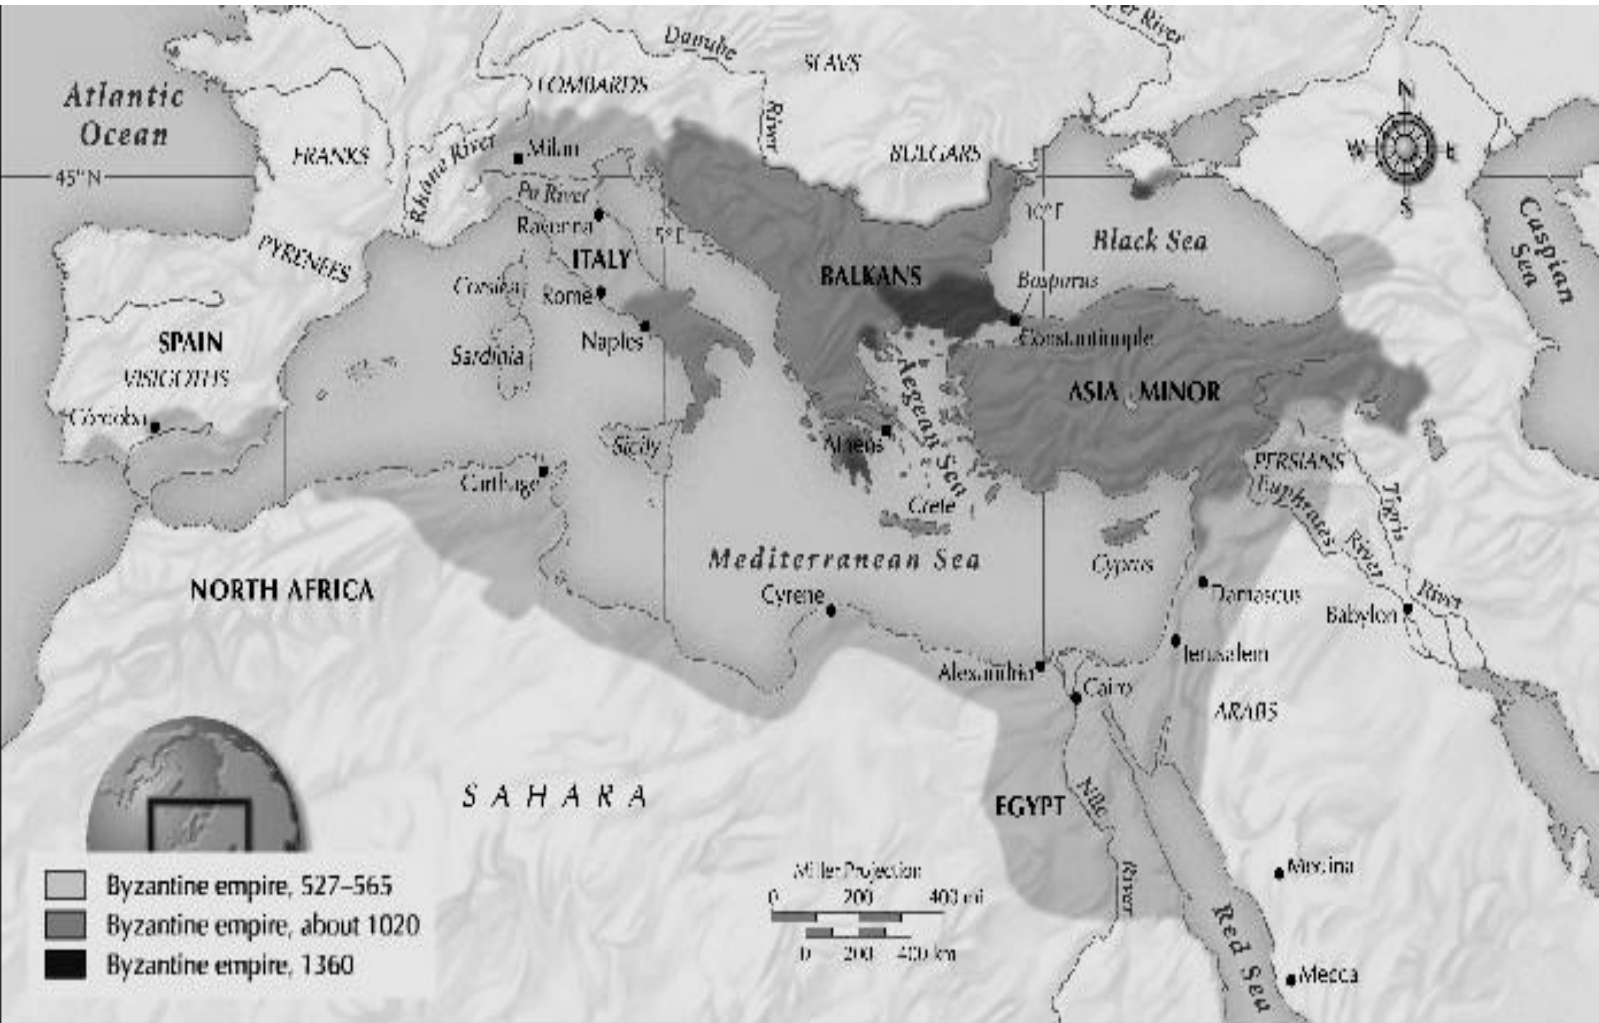 Danube
SLAVS
LOMBARDS
Atlantic
Ocean
River
N
FRANKS
Rhône River
Milan
BULGARS
W
E
45°N
Po River
S
Ravenna
5°E
Black Sea
Caspian
Sea
PYRENEES
ITALY
BALKANS
Bosporus
Corsica
Rome
SPAIN
Naples
Constantinople
Sardinia
VISIGOTHS
Aegean Sea
ASIA MINOR
Córdoba
Sicily
Athens
PERSIANS
Carthage
Euphrates
River
Tigris
River
Crete
Mediterranean Sea
Cyprus
NORTH AFRICA
Cyrene
Damascus
Babylon
Jerusalem
Alexandria
Cairo
ARABS
SAHARA
EGYPT
Nile
River
Miller Projection
0 200 400 mi
0 200 400 km
Medina
Red Sea
Mecca
Byzantine empire, 527–565
Byzantine empire, about 1020
Byzantine empire, 1360